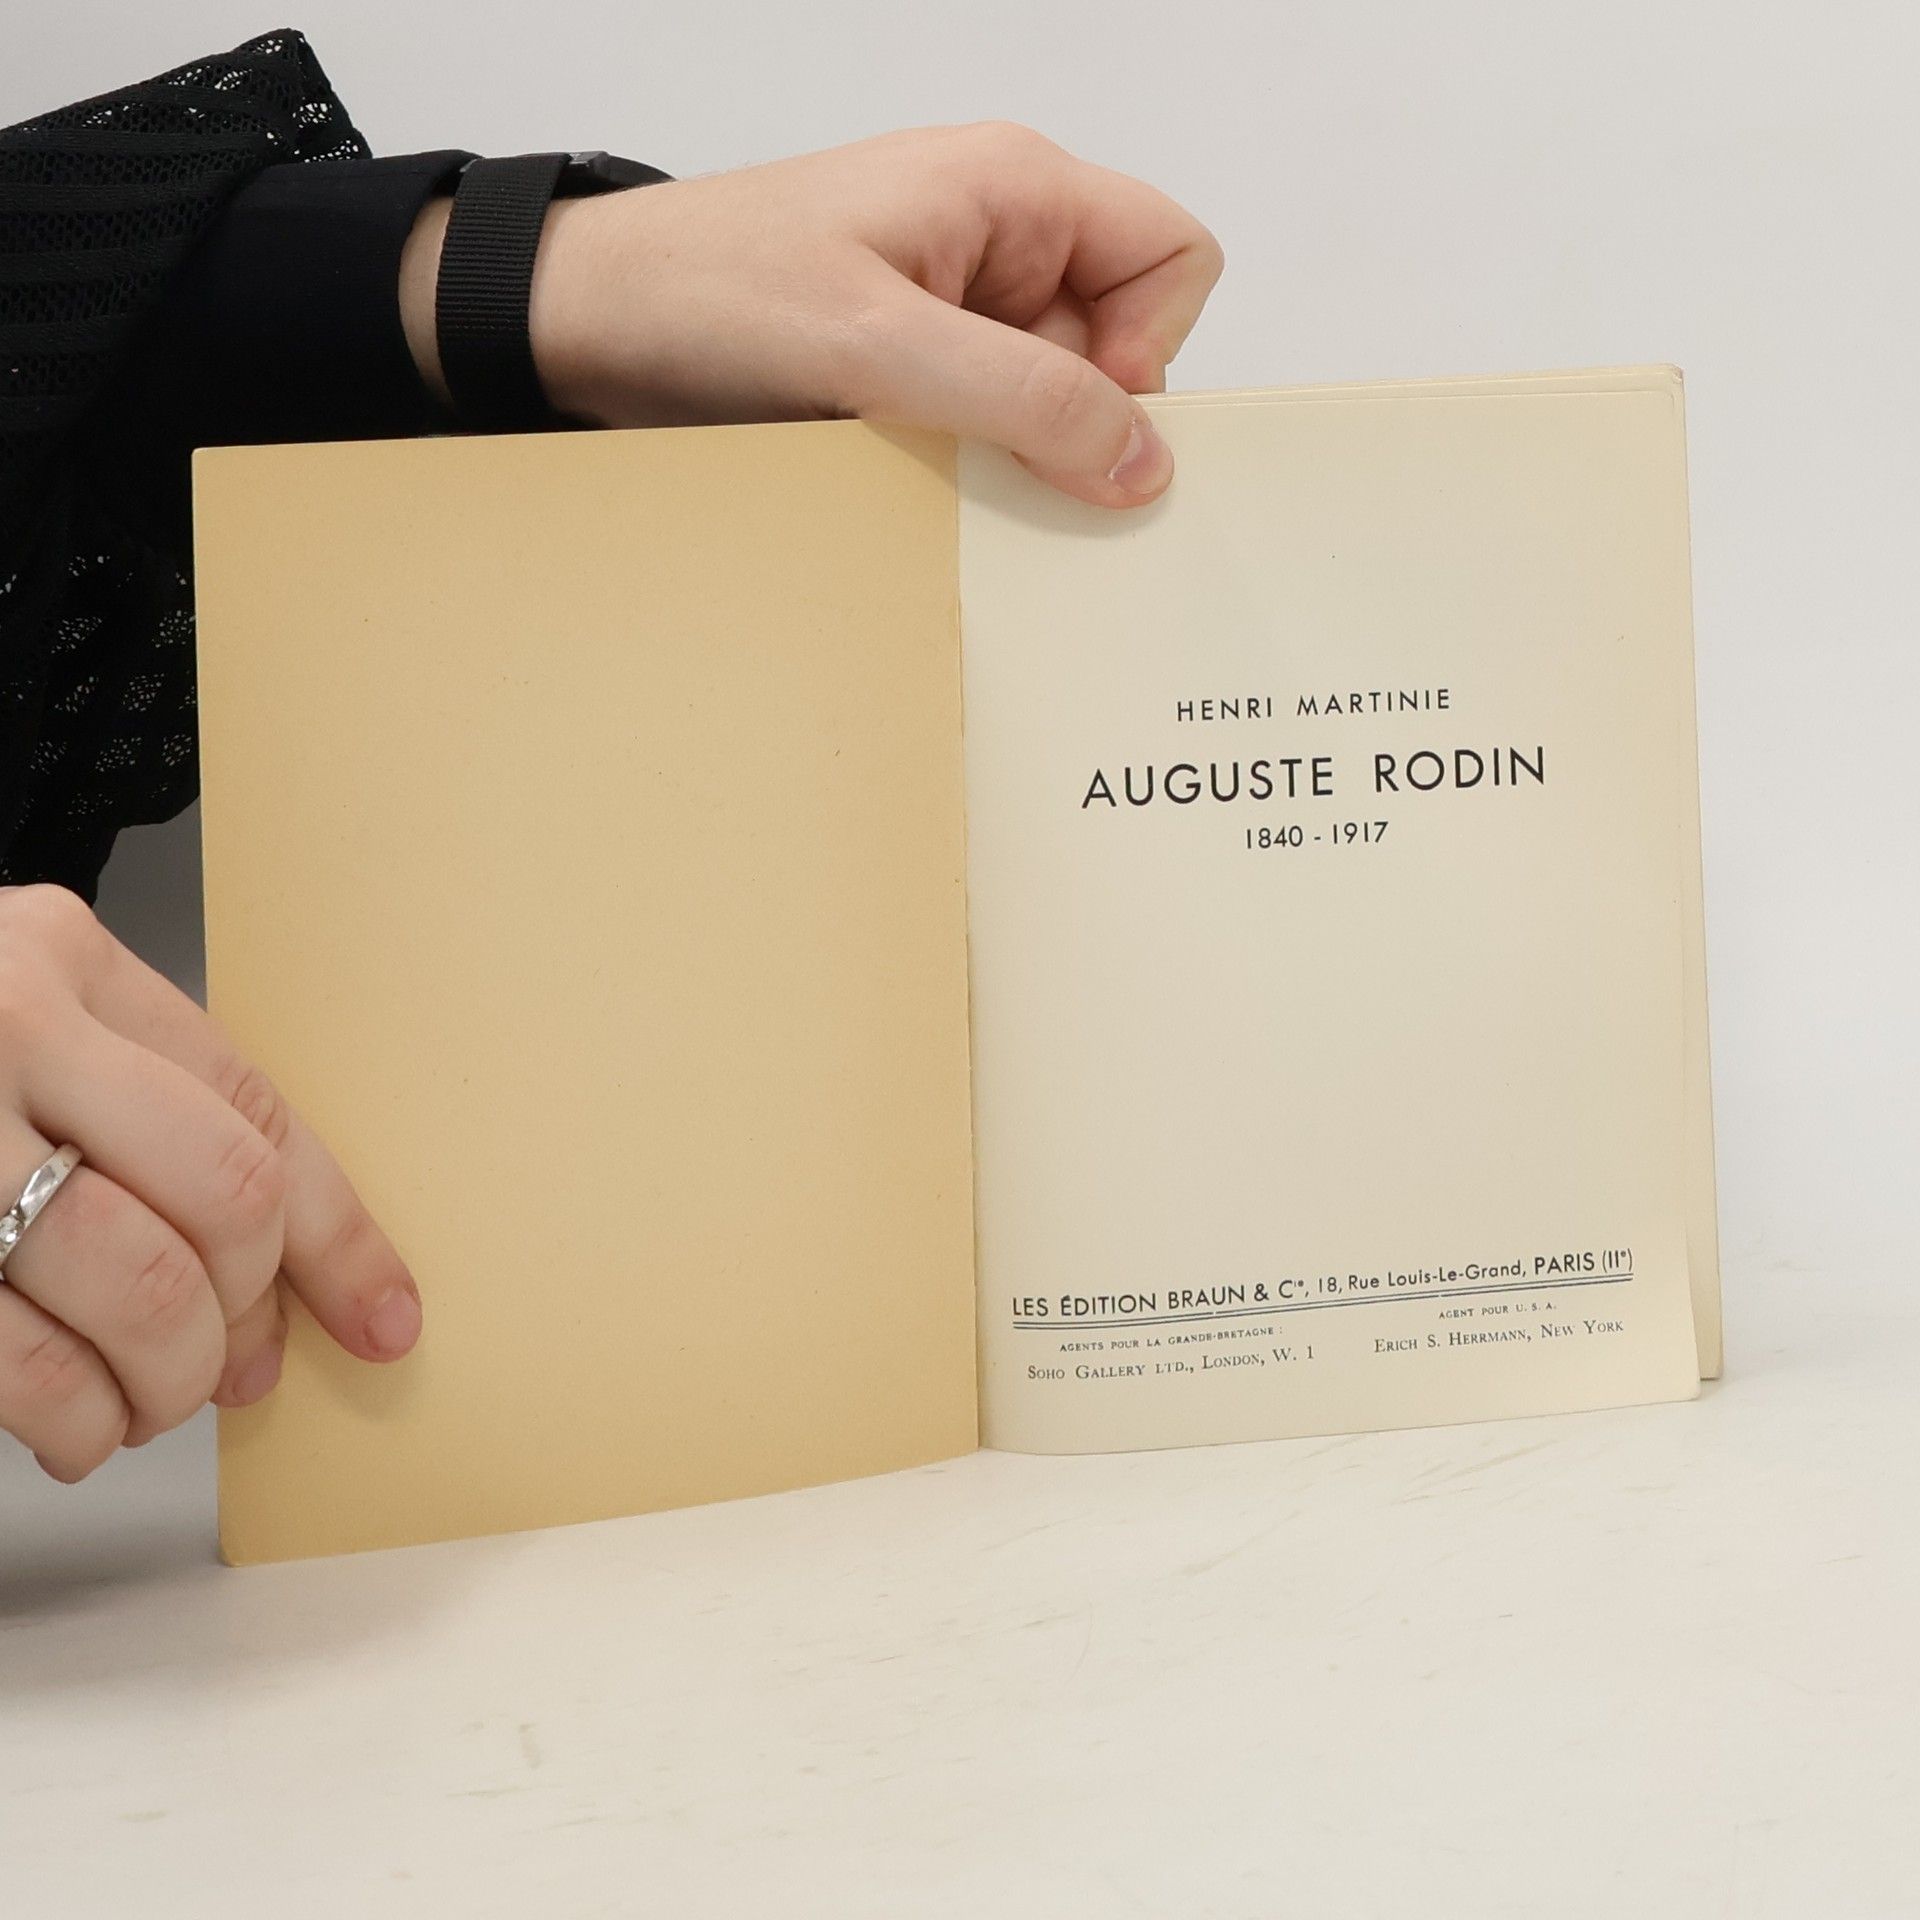 HENRI MARTINIE
AUGUSTE RODIN
1840 - 1917
LES ÉDITION BRAUN & Cie, 18, Rue Louis-Le-Grand, PARIS (IIe)
AGENTS POUR LA GRANDE-BRETAGNE :
SOHO GALLERY LTD., LONDON, W. 1
AGENT POUR U. S. A.
ERICH S. HERRMANN, NEW YORK